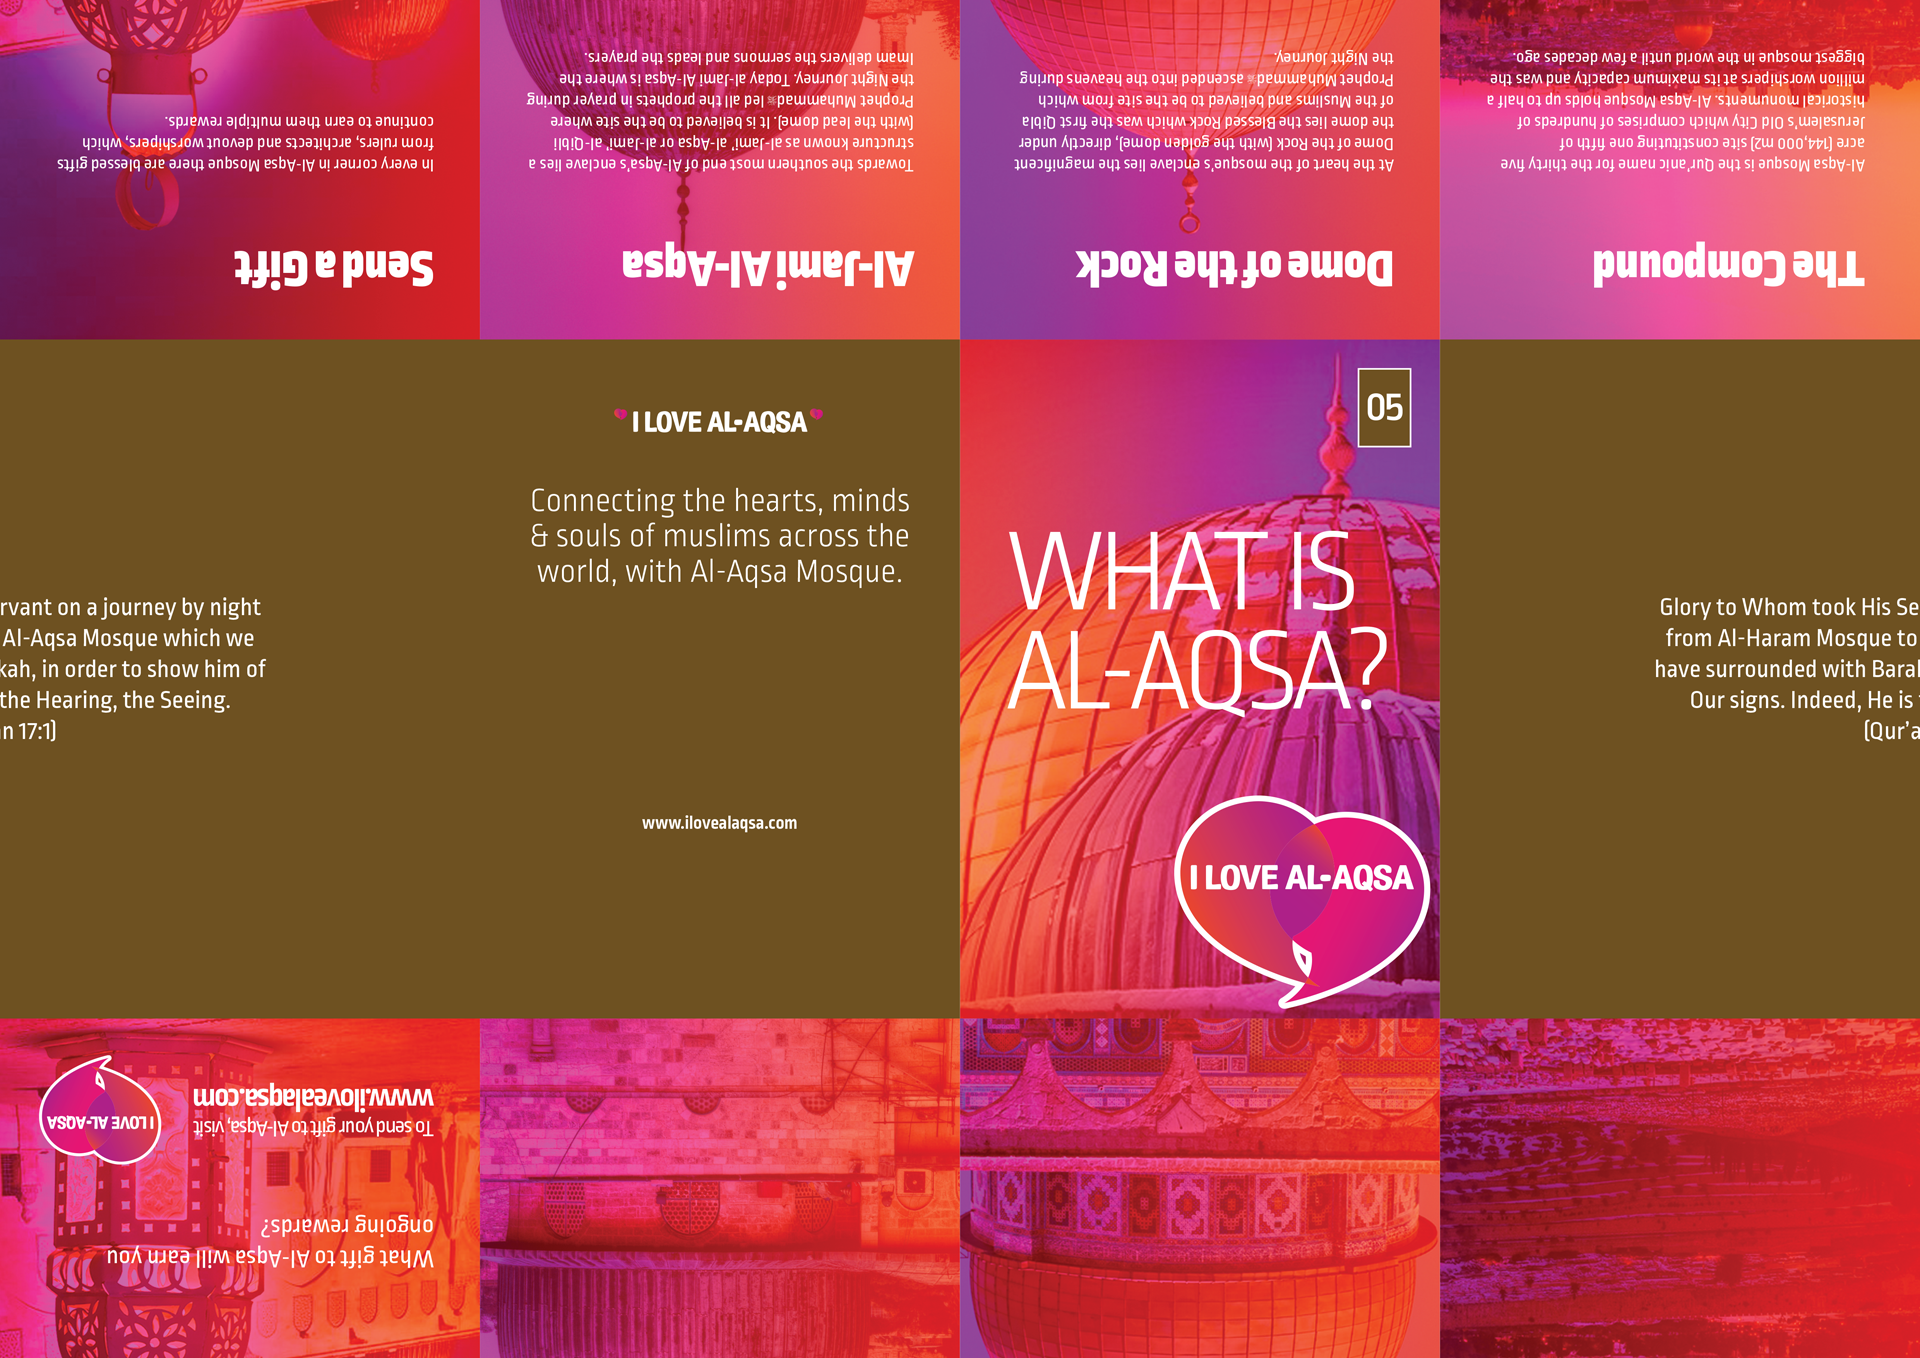 The Compound
Al-Aqsa Mosque is the Qur'anic name for the thirty five
acre (144,000 m2) site constituting one fifth of
Jerusalem's Old City which comprises of hundreds of
historical monuments. Al-Aqsa Mosque holds up to half a
million worshipers at its maximum capacity and was the
biggest mosque in the world until a few decades ago.
Dome of the Rock
At the heart of the mosque's enclave lies the magnificent
Dome of the Rock (with the golden dome), directly under
the dome lies the Blessed Rock which was the first Qibla
of the Muslims and believed to be the site from which
Prophet Muhammadﷺ ascended into the heavens during
the Night Journey.
Al-Jami Al-Aqsa
Towards the southern most end of Al-Aqsa's enclave lies a
structure known as al-Jami' al-Aqsa or al-Jami' al-Qibli
(with the lead dome). It is believed to be the site where
Prophet Muhammadﷺ led all the prophets in prayer during
the Night Journey. Today al-Jami Al-Aqsa is where the
Imam delivers the sermons and leads the prayers.
Send a Gift
In every corner in Al-Aqsa Mosque there are blessed gifts
from rulers, architects and devout worshipers, which
continue to earn them multiple rewards.
rvant on a journey by night
Al-Aqsa Mosque which we
kah, in order to show him of
the Hearing, the Seeing.
n 17:1)
I LOVE AL-AQSA
Connecting the hearts, minds
& souls of muslims across the
world, with Al-Aqsa Mosque.
www.ilovealaqsa.com
05
WHAT IS
AL-AQSA?
I LOVE AL-AQSA
Glory to Whom took His Se
from Al-Haram Mosque to
have surrounded with Bara
Our signs. Indeed, He is
(Qur'a
What gift to Al-Aqsa will earn you
ongoing rewards?
To send your gift to Al-Aqsa, visit
www.ilovealaqsa.com
I LOVE AL-AQSA